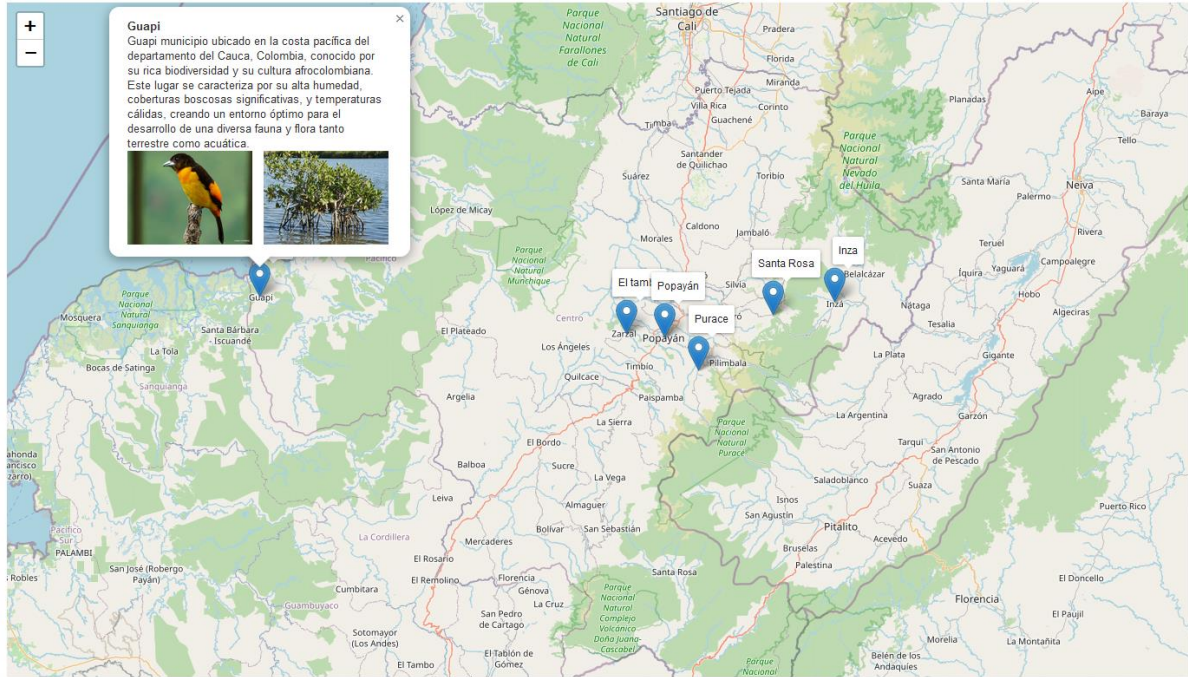 +
−
Guapi
Guapi municipio ubicado en la costa pacífica del
departamento del Cauca, Colombia, conocido por
su rica biodiversidad y su cultura afrocolombiana.
Este lugar se caracteriza por su alta humedad,
coberturas boscosas significativas, y temperaturas
cálidas, creando un entorno óptimo para el
desarrollo de una diversa fauna y flora tanto
terrestre como acuática.
×
Parque
Nacional
Natural
Farallones
de Cali
Santiago de
Cali
Pradera
Florida
Miranda
Puerto Tejada
Villa Rica
Corinto
Guachené
Timba
Santander
de Quilichao
Suárez
Toribío
Parque
Nacional
Natural
Nevado
del Huila
Planadas
Aipe
Baraya
Tello
Santa María
Neiva
Palermo
Rivera
López de Micay
Caldono
Jambaló
Morales
Parque
Nacional
Natural
Munchique
Pacífico
Teruel
Campoalegre
Íquira
Yaguará
Hobo
Algeciras
Santa Rosa
Inza
Belalcázar
Silvia
El tamb
Popayán
Purace
Inzá
Nátaga
Tesalia
Guapi
Parque
Nacional
Natural
Sanquianga
Mosquera
Santa Bárbara
- Iscuandé
La Tola
Bocas de Satinga
Sanquianga
El Plateado
Centro
Zarzal
Popayán
Los Ángeles
Timbío
Pilimbala
Quilcace
Paispamba
Argelia
La Sierra
La Plata
Gigante
Agrado
Garzón
La Argentina
Parque
Nacional
Natural
Puracé
El Bordo
Tarqui
San Antonio
de Pescado
Balboa
Sucre
La Vega
Saladoblanco
Suaza
Leiva
Almaguer
Isnos
San Agustín
Puerto Rico
Bolívar
San Sebastián
Pitalito
Acevedo
La Cordillera
Mercaderes
Bruselas
Palestina
Pacífico
Sur
PALAMBI
San José (Robergo
Payán)
Robles
El Rosario
El Remolino
Santa Rosa
Cumbitara
Florencia
Génova
La Cruz
Guambuyaco
San Pedro
de Cartago
Parque
Nacional
Natural
Complejo
Volcánico
Doña Juana-
Cascabel
Florencia
El Doncello
El Paujil
Sotomayor
(Los Andes)
El Tambo
El Tablón de
Gómez
Morelia
La Montañita
Belén de los
Andaquíes
Parque
Nacional